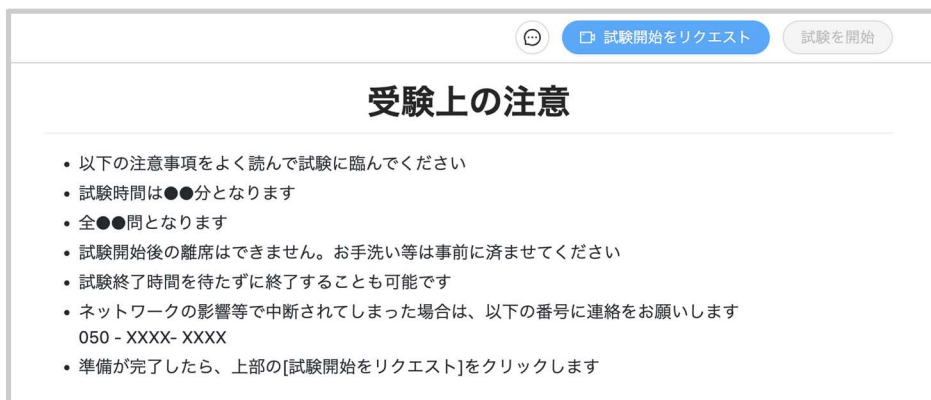 試験開始をリクエスト
試験を開始
受験上の注意
• 以下の注意事項をよく読んで試験に臨んでください
• 試験時間は●●分となります
• 全●●問となります
• 試験開始後の離席はできません。お手洗い等は事前に済ませてください
• 試験終了時間を待たずに終了することも可能です
• ネットワークの影響等で中断されてしまった場合は、以下の番号に連絡をお願いします
050 - XXXX- XXXX
• 準備が完了したら、上部の[試験開始をリクエスト]をクリックします